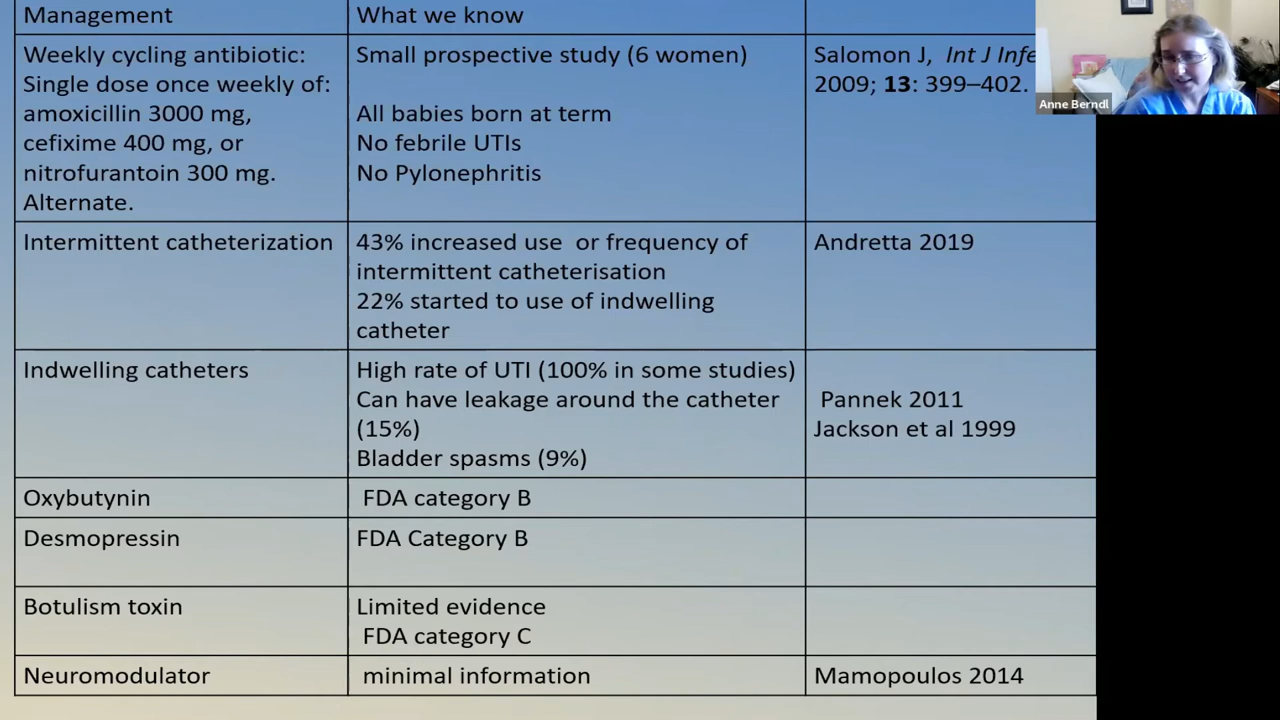 Management
What we know
Weekly cycling antibiotic:
Single dose once weekly of:
amoxicillin 3000 mg,
cefixime 400 mg, or
nitrofurantoin 300 mg.
Alternate.
Small prospective study (6 women)
All babies born at term
No febrile UTIs
No Pylonephritis
Salomon J, Int J Infe
2009; 13: 399–402.
Anne Berndl
Intermittent catheterization
43% increased use or frequency of
intermittent catheterisation
22% started to use of indwelling
catheter
Andretta 2019
Indwelling catheters
High rate of UTI (100% in some studies)
Can have leakage around the catheter
(15%)
Bladder spasms (9%)
Pannek 2011
Jackson et al 1999
Oxybutynin
FDA category B
Desmopressin
FDA Category B
Botulism toxin
Limited evidence
FDA category C
Neuromodulator
minimal information
Mamopoulos 2014